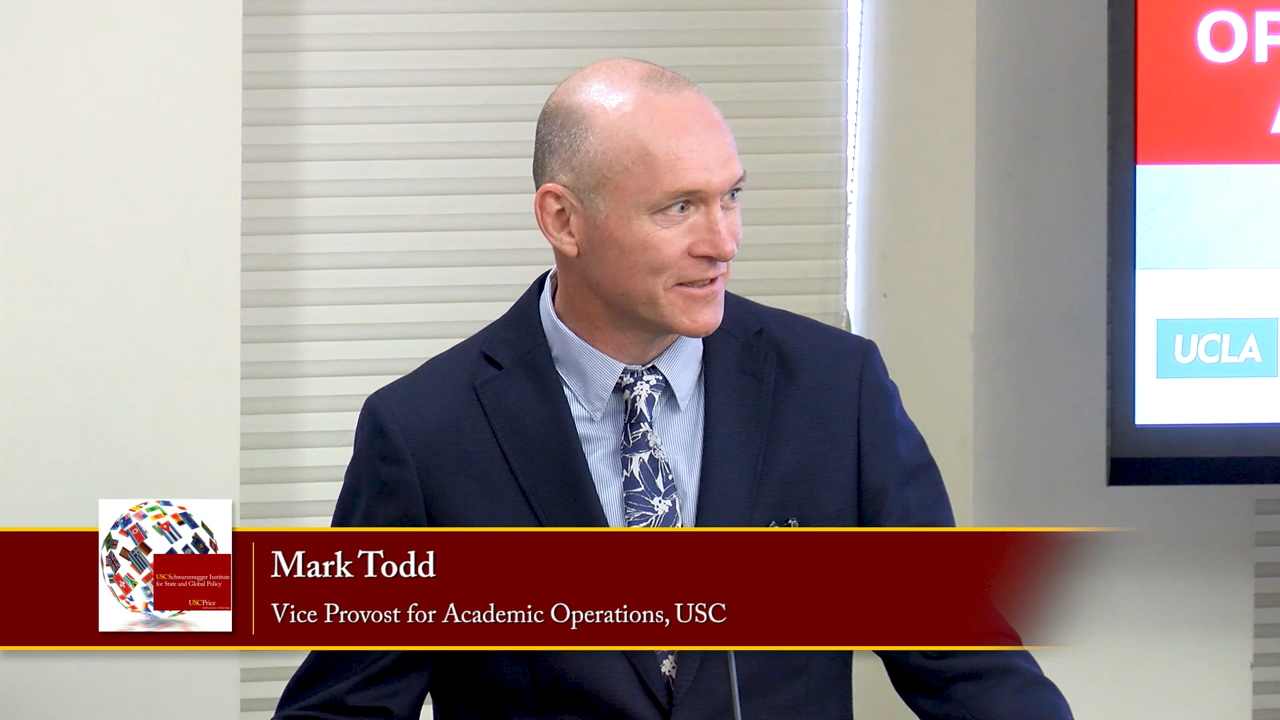 OP
A
UCLA
USC Schwarzenegger Institute
for State and Global Policy
USC Price
Mark Todd
Vice Provost for Academic Operations, USC